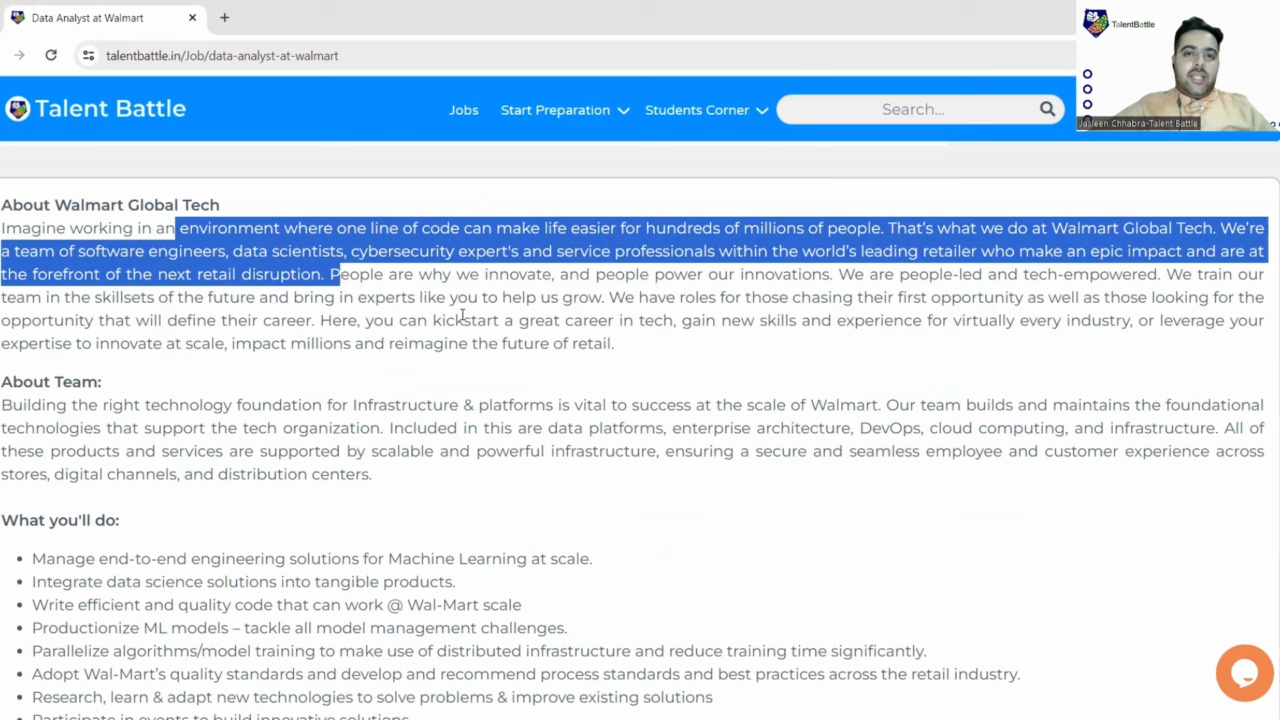 Data Analyst at Walmart
talentbattle.in/Job/data-analyst-at-walmart
TalentBattle
Jasleen Chhabra-Talent Battle
Talent Battle
Jobs
Start Preparation
Students Corner
Search...
About Walmart Global Tech
Imagine working in an environment where one line of code can make life easier for hundreds of millions of people. That's what we do at Walmart Global Tech. We're
a team of software engineers, data scientists, cybersecurity expert's and service professionals within the world's leading retailer who make an epic impact and are at
the forefront of the next retail disruption. People are why we innovate, and people power our innovations. We are people-led and tech-empowered. We train our
team in the skillsets of the future and bring in experts like you to help us grow. We have roles for those chasing their first opportunity as well as those looking for the
opportunity that will define their career. Here, you can kickstart a great career in tech, gain new skills and experience for virtually every industry, or leverage your
expertise to innovate at scale, impact millions and reimagine the future of retail.
About Team:
Building the right technology foundation for Infrastructure & platforms is vital to success at the scale of Walmart. Our team builds and maintains the foundational
technologies that support the tech organization. Included in this are data platforms, enterprise architecture, DevOps, cloud computing, and infrastructure. All of
these products and services are supported by scalable and powerful infrastructure, ensuring a secure and seamless employee and customer experience across
stores, digital channels, and distribution centers.
What you'll do:
• Manage end-to-end engineering solutions for Machine Learning at scale.
• Integrate data science solutions into tangible products.
• Write efficient and quality code that can work @ Wal-Mart scale
• Productionize ML models – tackle all model management challenges.
• Parallelize algorithms/model training to make use of distributed infrastructure and reduce training time significantly.
• Adopt Wal-Mart's quality standards and develop and recommend process standards and best practices across the retail industry.
• Research, learn & adapt new technologies to solve problems & improve existing solutions
• Participate in events to build innovative solutions